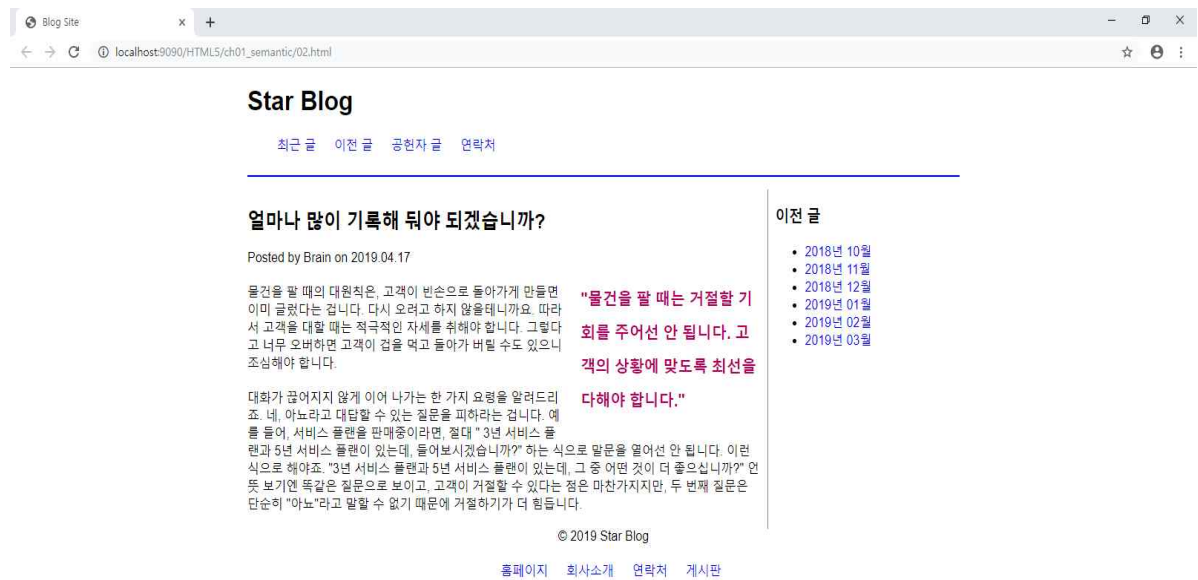 Blog Site
localhost:9090/HTML5/ch01_semantic/02.html
Star Blog
최근 글 이전 글 공헌자 글 연락처
얼마나 많이 기록해 둬야 되겠습니까?
Posted by Brain on 2019.04.17
물건을 팔 때의 대원칙은, 고객이 빈손으로 돌아가게 만들면
이미 글렀다는 겁니다. 다시 오려고 하지 않을테니까요. 따라
서 고객을 대할 때는 적극적인 자세를 취해야 합니다. 그렇다
고 너무 오버하면 고객이 겁을 먹고 돌아가 버릴 수도 있으니
조심해야 합니다.
"물건을 팔 때는 거절할 기
회를 주어선 안 됩니다. 고
객의 상황에 맞도록 최선을
다해야 합니다."
대화가 끊어지지 않게 이어 나가는 한 가지 요령을 알려드리
죠. 네, 아뇨라고 대답할 수 있는 질문을 피하라는 겁니다. 예
를 들어, 서비스 플랜을 판매중이라면, 절대 " 3년 서비스 플
랜과 5년 서비스 플랜이 있는데, 들어보시겠습니까?" 하는 식으로 말문을 열어선 안 됩니다. 이런
식으로 해야죠. "3년 서비스 플랜과 5년 서비스 플랜이 있는데, 그 중 어떤 것이 더 좋으십니까?" 언
뜻 보기엔 똑같은 질문으로 보이고, 고객이 거절할 수 있다는 점은 마찬가지지만, 두 번째 질문은
단순히 "아뇨"라고 말할 수 없기 때문에 거절하기가 더 힘듭니다.
이전 글
2018년 10월
2018년 11월
2018년 12월
2019년 01월
2019년 02월
2019년 03월
© 2019 Star Blog
홈페이지 회사소개 연락처 게시판